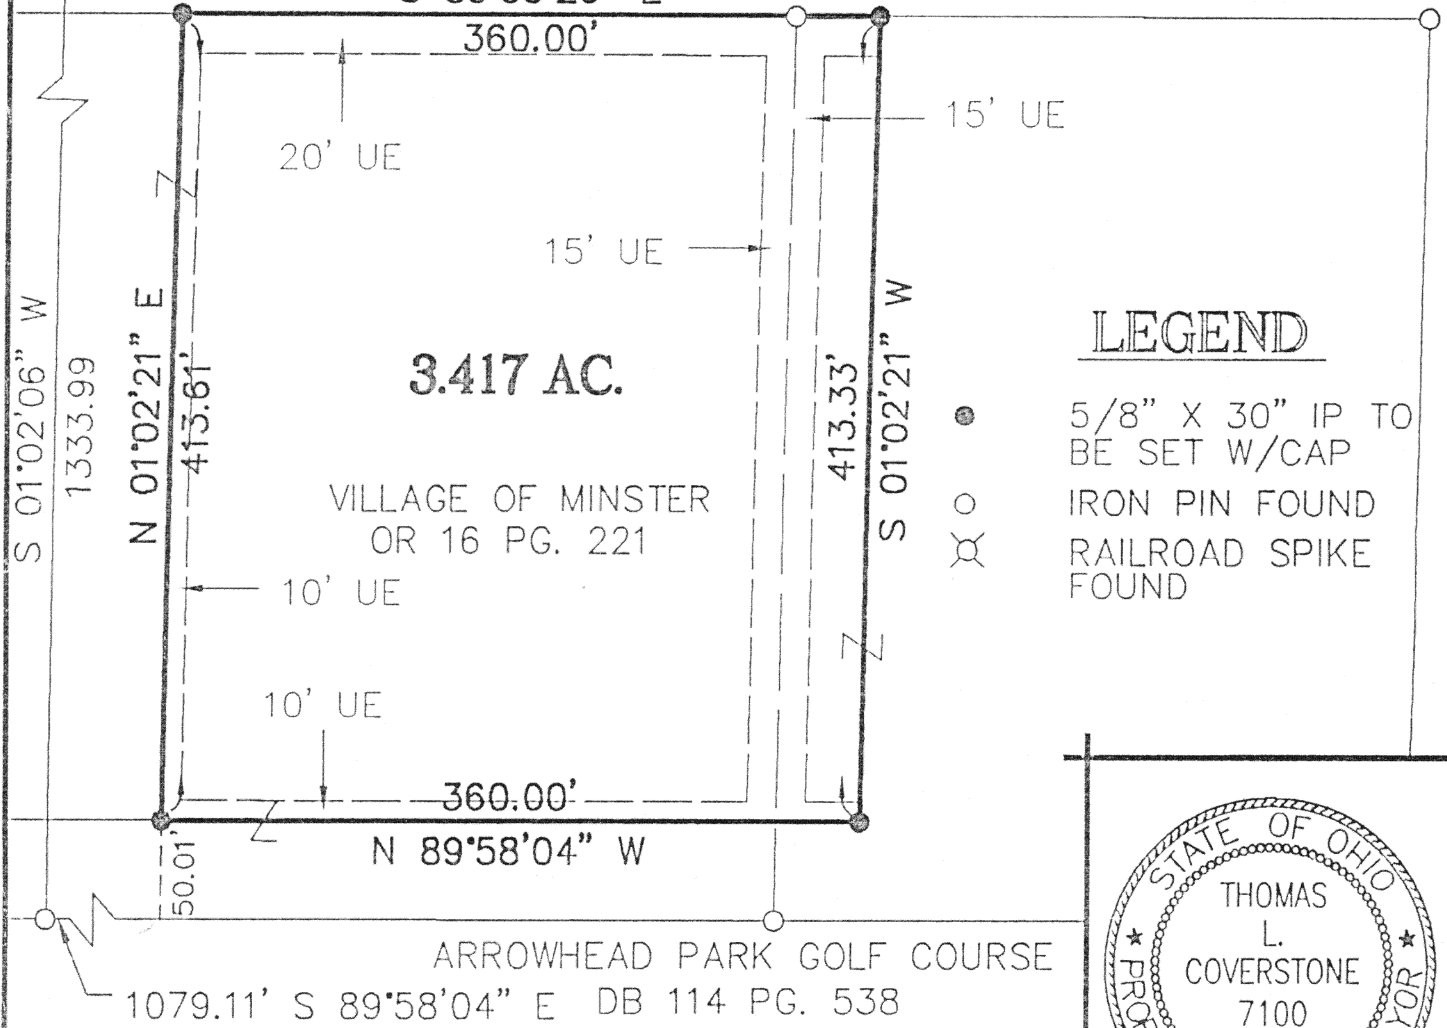 360.00'
20' UE
15' UE
15' UE
S 01°02'06" W
1333.99
N 01°02'21" E
413.61'
3.417 AC.
413.33'
S 01°02'21" W
VILLAGE OF MINSTER
OR 16 PG. 221
10' UE
10' UE
360.00'
N 89°58'04" W
50.01'
LEGEND
5/8" X 30" IP TO
BE SET W/CAP
IRON PIN FOUND
RAILROAD SPIKE
FOUND
ARROWHEAD PARK GOLF COURSE
1079.11' S 89°58'04" E DB 114 PG. 538
STATE OF OHIO
THOMAS
L.
COVERSTONE
7100